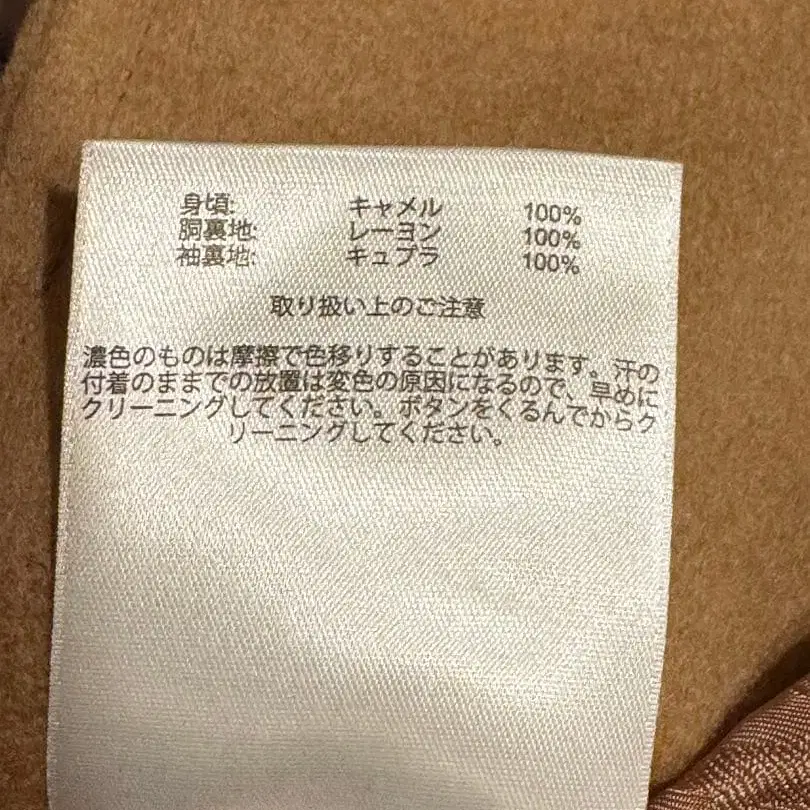 身頃: キャメル 100%
胴裏地: レーヨン 100%
袖裏地: キュプラ 100%
取り扱い上のご注意
濃色のものは摩擦で色移りすることがあります。汗の
付着のままでの放置は変色の原因になるので、早めに
クリーニングしてください。ボタンをくるんでからク
リーニングしてください。